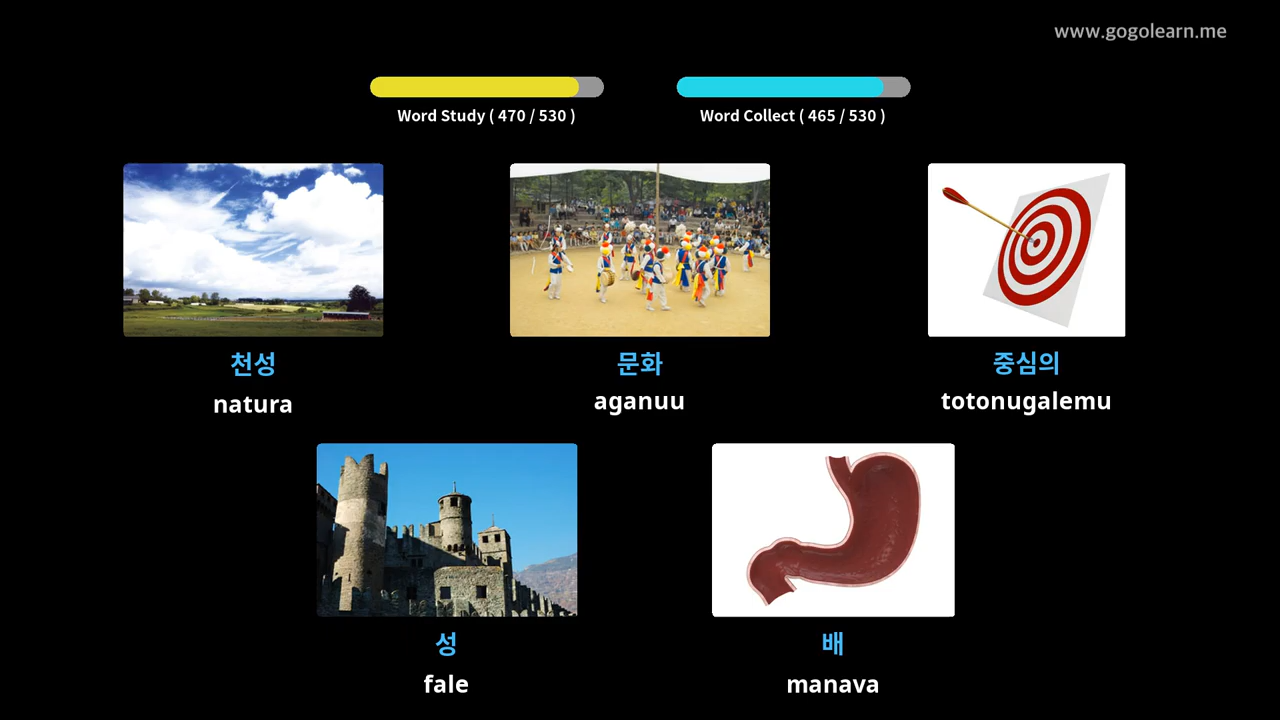 www.gogolearn.me
Word Study ( 470 / 530 )
Word Collect ( 465 / 530 )
천성
natura
문화
aganuu
중심의
totonugalemu
성
fale
배
manava